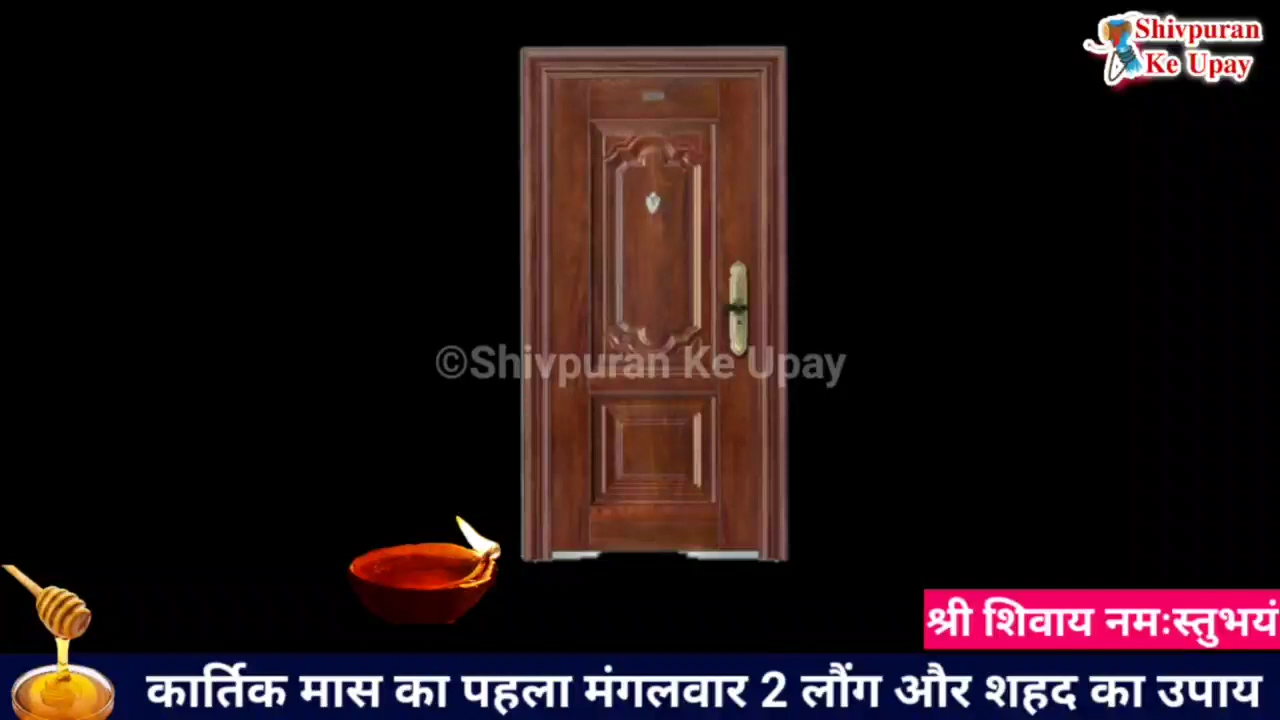 Shivpuran
Ke Upay
©Shivpuran Ke Upay
श्री शिवाय नमःस्तुभयं
कार्तिक मास का पहला मंगलवार 2 लौंग और शहद का उपाय